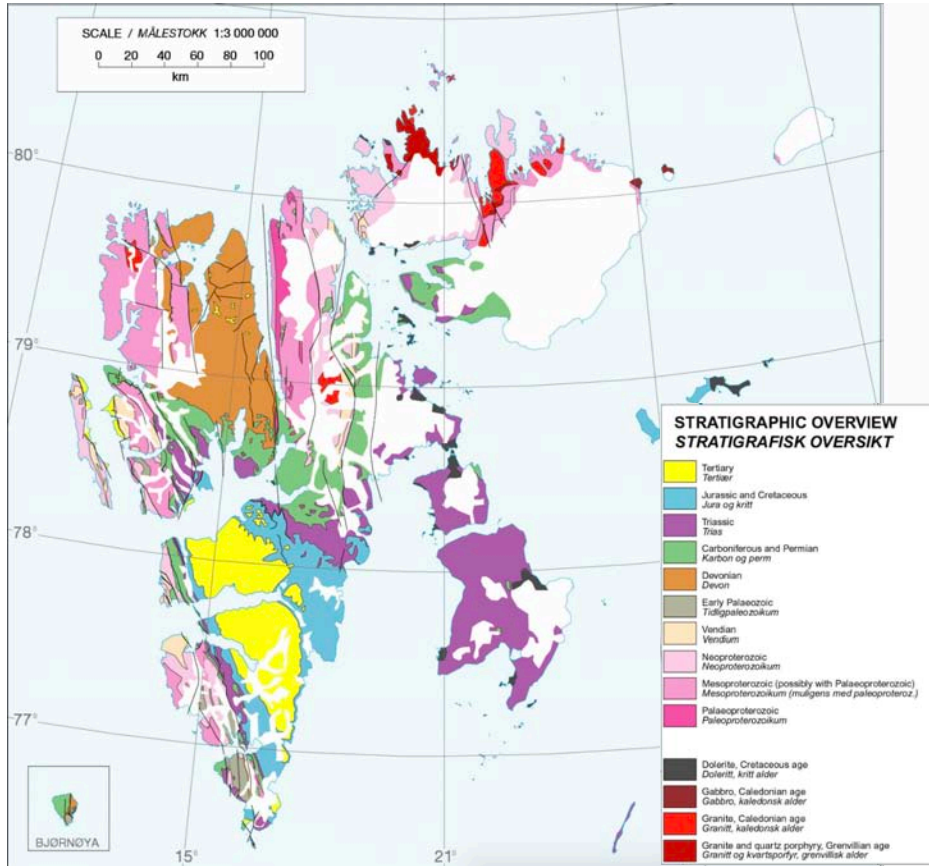 SCALE / MÅLESTOKK 1:3 000 000
0 20 40 60 80 100
km
80°
79°
78°
77°
15°
21°
BJØRNØYA
STRATIGRAPHIC OVERVIEW
STRATIGRAFISK OVERSIKT
Tertiary
Tertiær
Jurassic and Cretaceous
Jura og kritt
Triassic
Trias
Carboniferous and Permian
Karbon og perm
Devonian
Devon
Early Palaeozoic
Tidligpaleozoikum
Vendian
Vendium
Neoproterozoic
Neoproterozoikum
Mesoproterozoic (possibly with Palaeoproterozoic)
Mesoproterozoikum (muligens med paleoproteroz.)
Palaeoproterozoic
Paleoproterozoikum
Dolerite, Cretaceous age
Doleritt, kritt alder
Gabbro, Caledonian age
Gabbro, kaledonsk alder
Granite, Caledonian age
Granitt, kaledonsk alder
Granite and quartz porphyry, Grenvillian age
Granitt og kvartsporfyr, grenvillisk alder